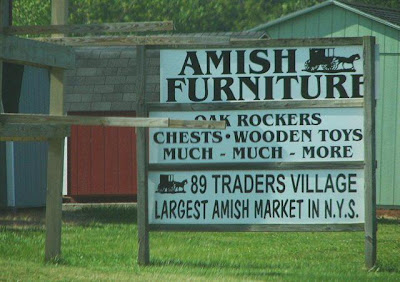 AMISH
FURNITURE
OAK ROCKERS
CHESTS • WOODEN TOYS
MUCH - MUCH - MORE
89 TRADERS VILLAGE
LARGEST AMISH MARKET IN N.Y.S.